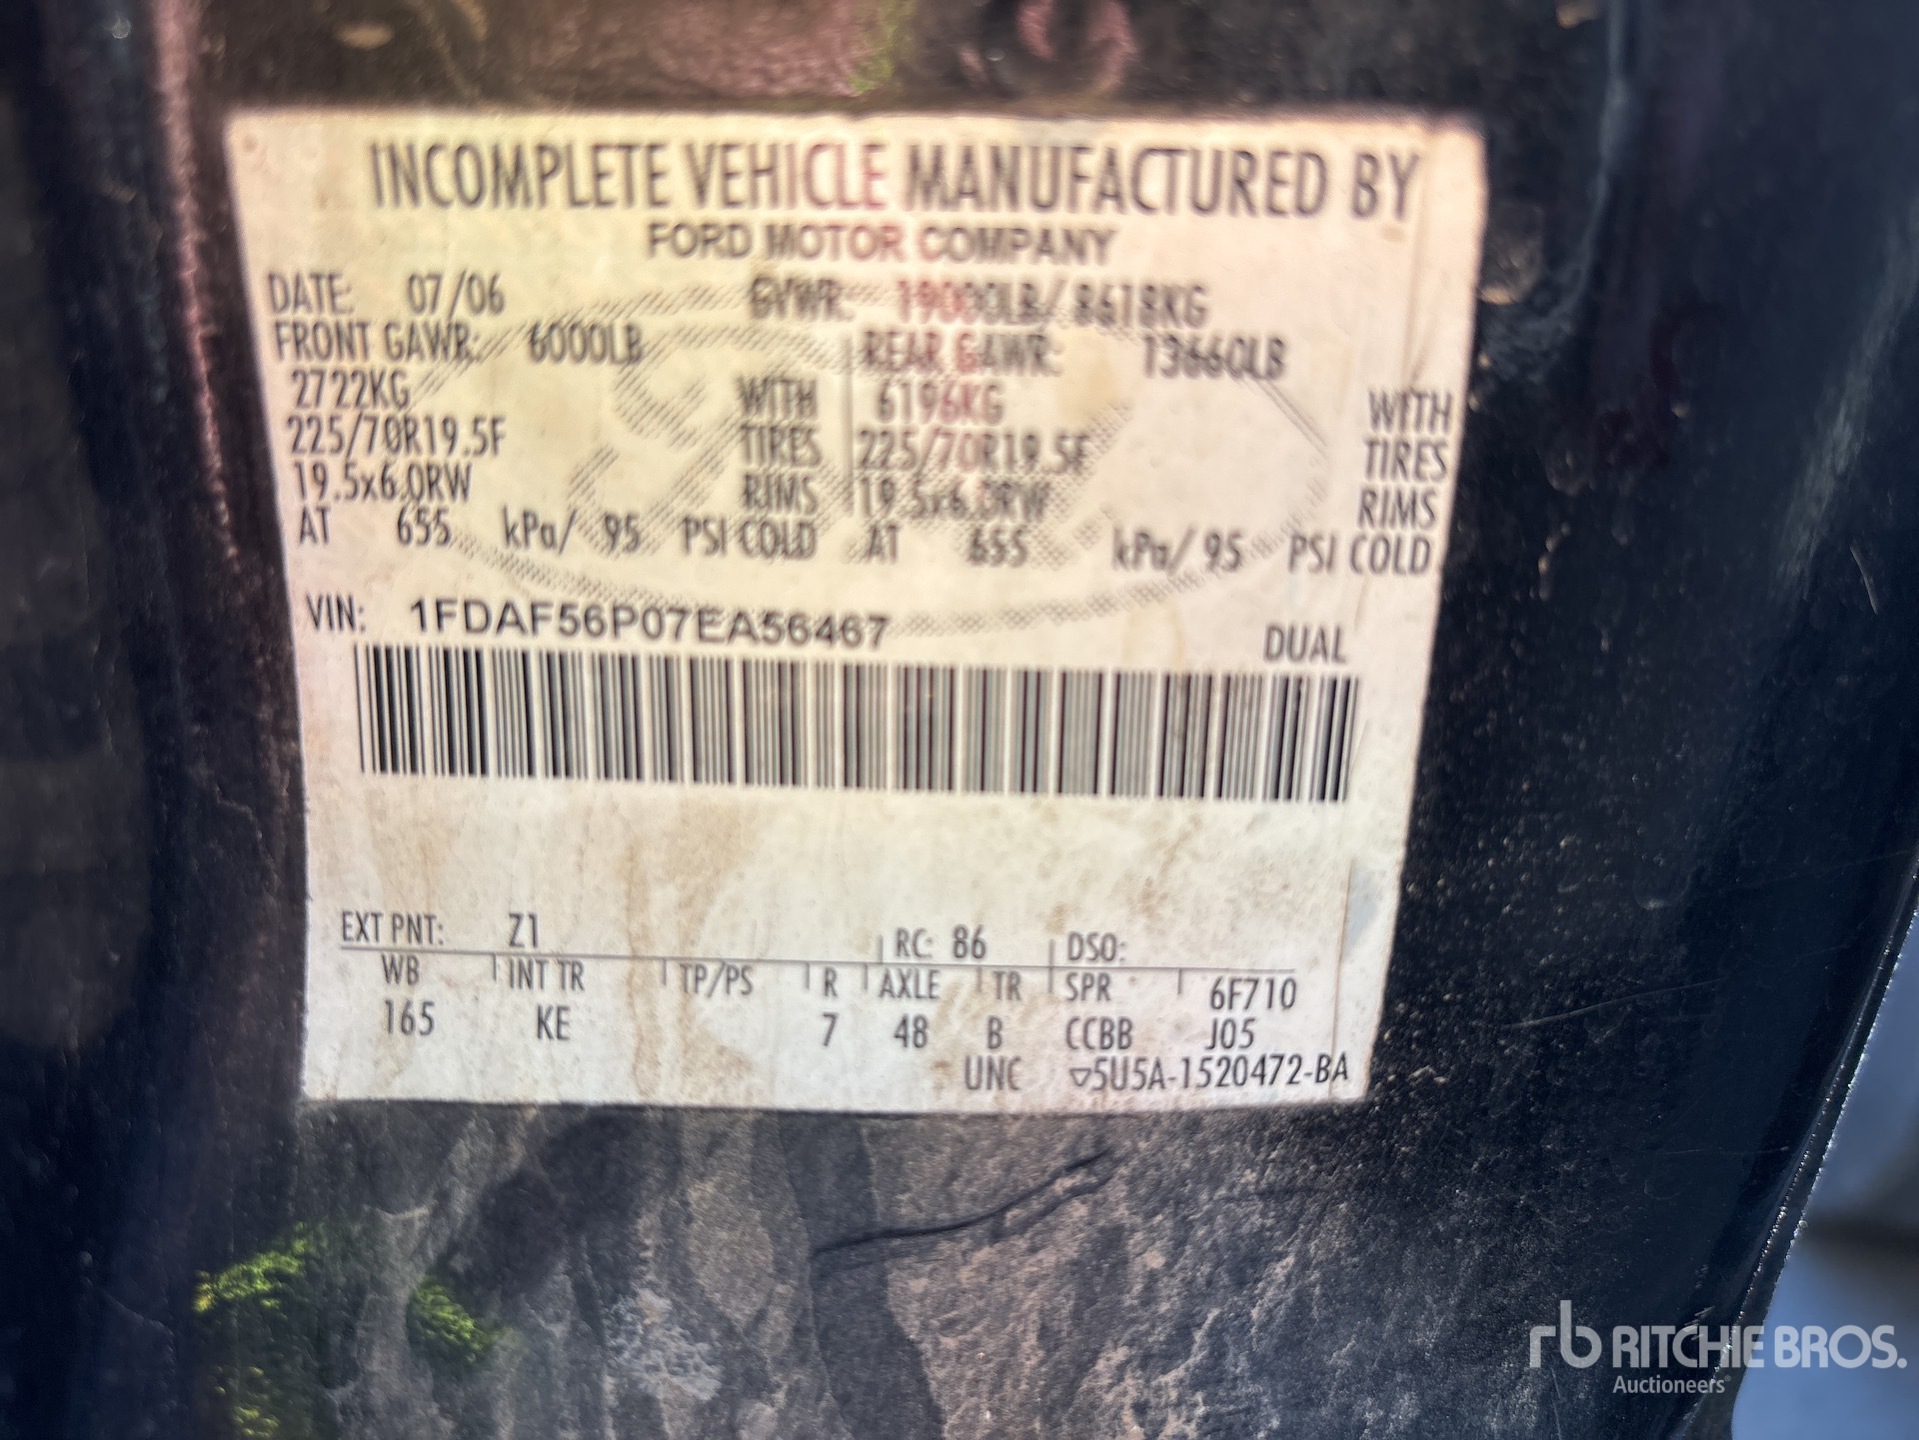 INCOMPLETE VEHICLE MANUFACTURED BY
FORD MOTOR COMPANY
DATE: 07/06 GVWR: 19000LB/ 8618KG
FRONT GAWR: 6000LB REAR GAWR: 13660LB
2722KG WITH 6196KG WITH
225/70R19.5F TIRES 225/70R19.5F TIRES
19.5x6.0RW RIMS 19.5x6.0RW RIMS
AT 655 kPa/ 95 PSI COLD AT 655 kPa/ 95 PSI COLD
VIN: 1FDAF56P07EA56467
DUAL
EXT PNT: Z1 RC: 86 DSO:
WB INT TR TP/PS R AXLE TR SPR 6F710
165 KE 7 48 B CCBB J05
UNC ▽5U5A-1520472-BA
rb RITCHIE BROS.
Auctioneers